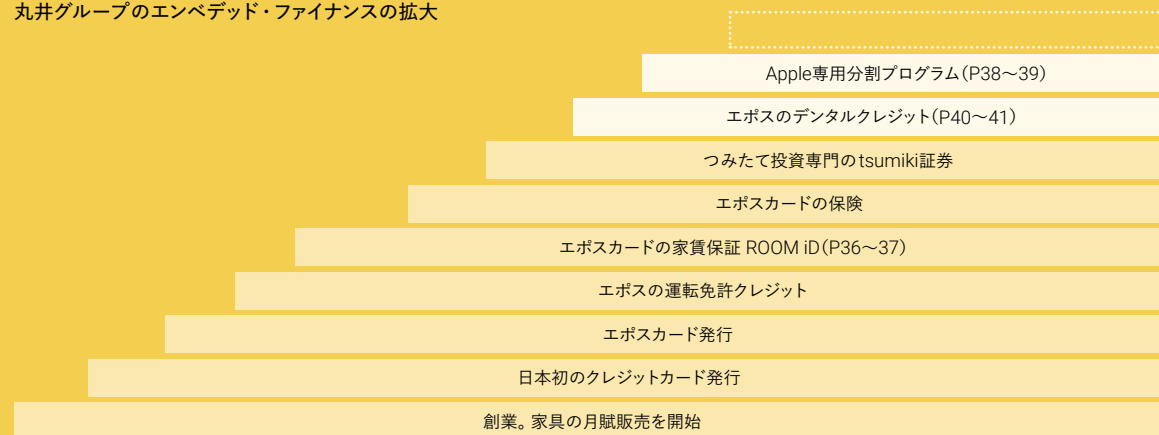 丸井グループのエンベデッド・ファイナンスの拡大
Apple専用分割プログラム(P38〜39)
エポスのデンタルクレジット(P40〜41)
つみたて投資専門のtsumiki証券
エポスカードの保険
エポスカードの家賃保証 ROOM iD(P36〜37)
エポスの運転免許クレジット
エポスカード発行
日本初のクレジットカード発行
創業。家具の月賦販売を開始